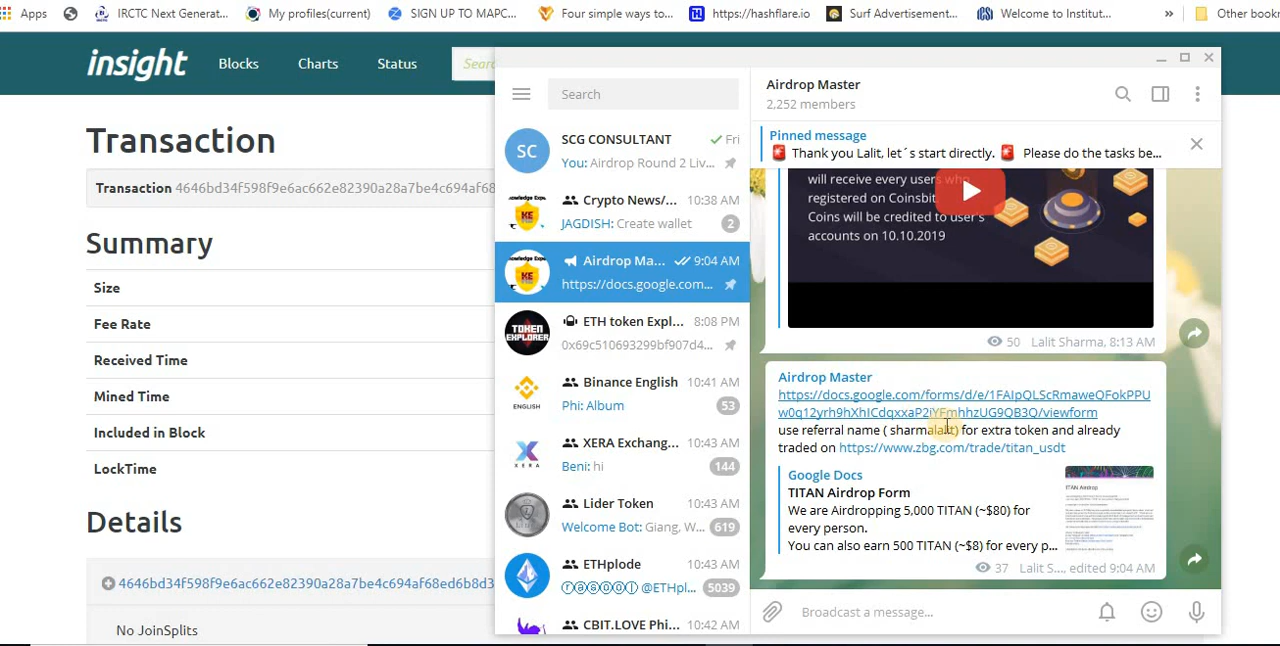 Apps
IRCTC Next Generat...
My profiles(current)
SIGN UP TO MAPC...
Four simple ways to...
https://hashflare.io
Surf Advertisement...
Welcome to Institut...
»
Other book
insight
Blocks
Charts
Status
Sear
Transaction
Transaction 4646bd34f598f9e6ac662e82390a28a7be4c694af68
Summary
Size
Fee Rate
Received Time
Mined Time
Included in Block
LockTime
Details
4646bd34f598f9e6ac662e82390a28a7be4c694af68ed6b8d3
No JoinSplits
Search
SC
SCG CONSULTANT
Fri
You: Airdrop Round 2 Liv...
Crypto News/...
10:38 AM
JAGDISH: Create wallet
2
Airdrop Ma...
9:04 AM
https://docs.google.com...
TOKEN
EXPLORER
ETH token Expl...
8:08 PM
0x69c510693299bf907d4...
ENGLISH
Binance English
10:41 AM
Phi: Album
53
XERA
XERA Exchang...
10:43 AM
Beni: hi
144
Lider Token
10:43 AM
Welcome Bot: Giang, W...
619
ETHplode
10:43 AM
ⓡⓐⓢⓞⓞⓛ @ETHpl...
5039
CBIT.LOVE Phi...
10:42 AM
Airdrop Master
2,252 members
Pinned message
🚨 Thank you Lalit, let´s start directly. 🚨 Please do the tasks be...
will receive every users who
registered on Coinsbit
Coins will be credited to user's
accounts on 10.10.2019
50 Lalit Sharma, 8:13 AM
Airdrop Master
https://docs.google.com/forms/d/e/1FAIpQLScRmaweQFokPPU
w0q12yrh9hXhICdqxxaP2iYFmhhzUG9QB3Q/viewform
use referral name ( sharmalalit) for extra token and already
traded on https://www.zbg.com/trade/titan_usdt
Google Docs
TITAN Airdrop Form
We are Airdropping 5,000 TITAN (~$80) for
every person.
You can also earn 500 TITAN (~$8) for every p...
TITAN Airdrop
37 Lalit S...., edited 9:04 AM
Broadcast a message...